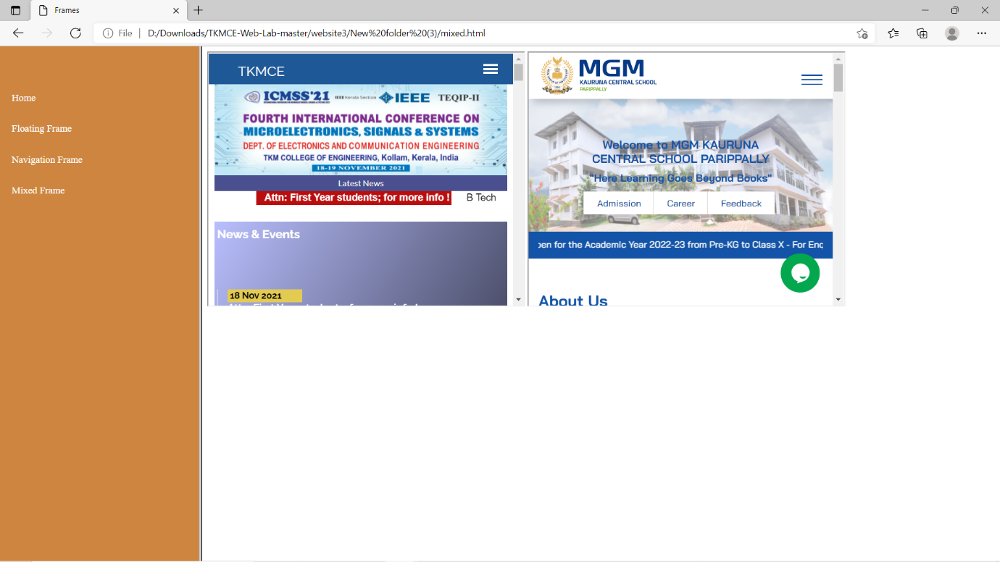 Frames
File
D:/Downloads/TKMCE-Web-Lab-master/website3/New%20folder%20(3)/mixed.html
Home
Floating Frame
Navigation Frame
Mixed Frame
TKMCE
ICMSS'21 IEEE Kerala Section IEEE TEQIP-II
FOURTH INTERNATIONAL CONFERENCE ON
MICROELECTRONICS, SIGNALS & SYSTEMS
DEPT. OF ELECTRONICS AND COMMUNICATION ENGINEERING
TKM COLLEGE OF ENGINEERING, Kollam, Kerala, India
18-19 NOVEMBER 2021
Latest News
Attn: First Year students; for more info ! B Tech
News & Events
18 Nov 2021
MGM
KAURUNA CENTRAL SCHOOL
PARIPPALLY
Welcome to MGM KAURUNA
CENTRAL SCHOOL PARIPPALLY
"Here Learning Goes Beyond Books"
Admission
Career
Feedback
for the Academic Year 2022-23 from Pre-KG to Class X - For
About Us